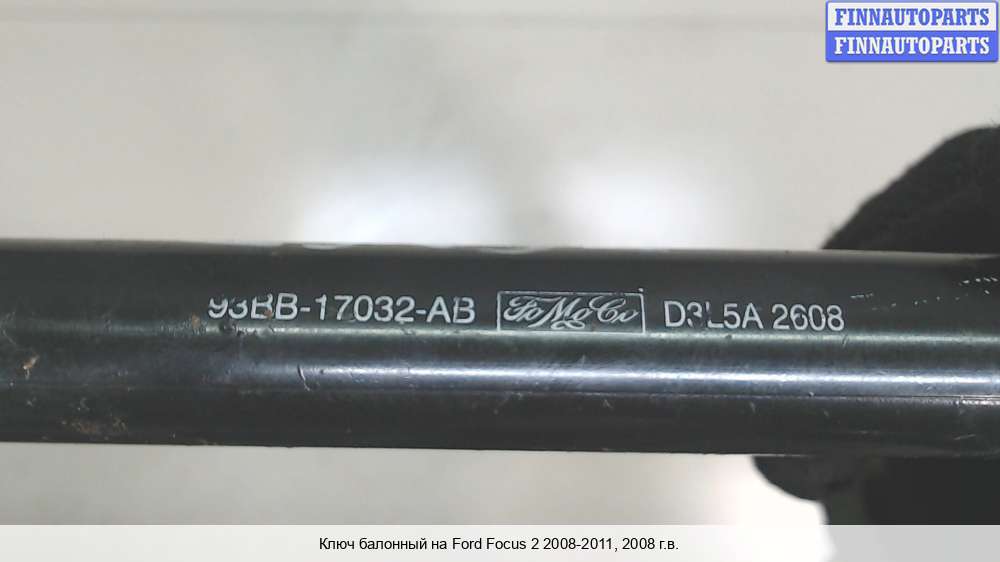 FINNAUTOPARTS
FINNAUTOPARTS
93BB-17032-AB FoMoCo D3L5A 2608
Ключ балонный на Ford Focus 2 2008-2011, 2008 г.в.